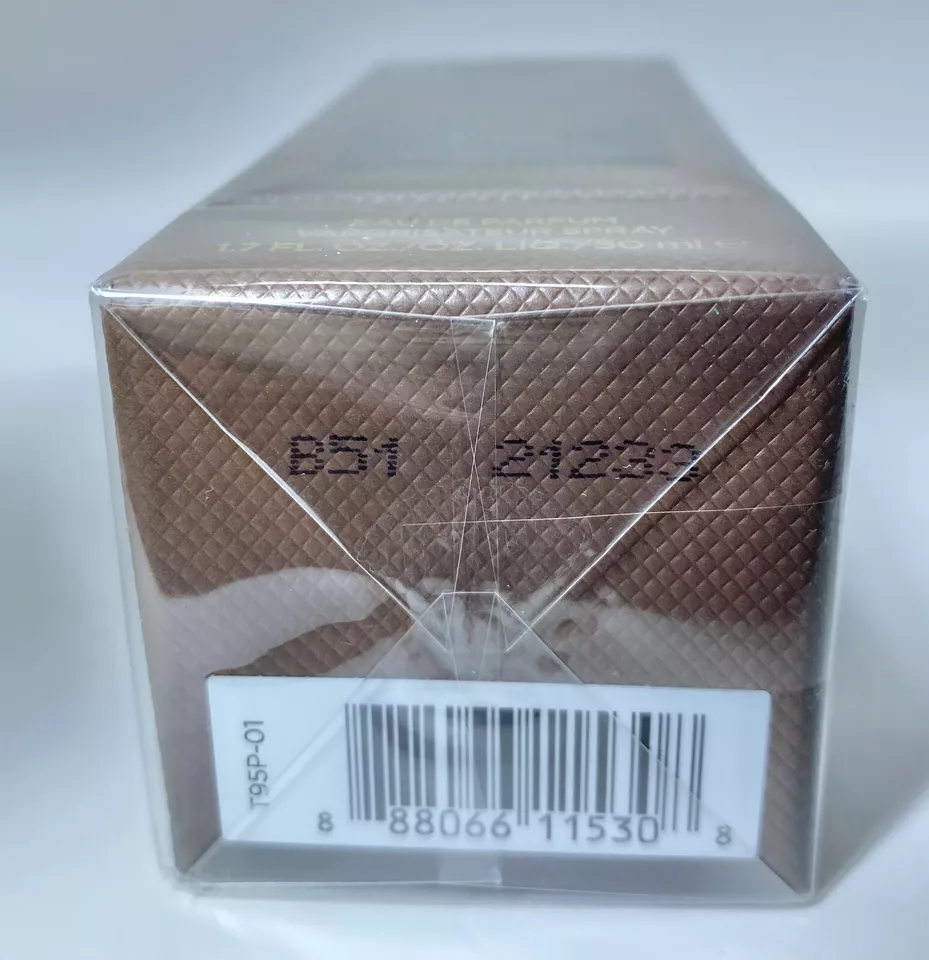 EAU DE PARFUM
VAPORISATEUR SPRAY
1.7 FL. OZ./OZ. LIQ./50 ml e
B51 21233
T95P-01
8 88066 11530 8